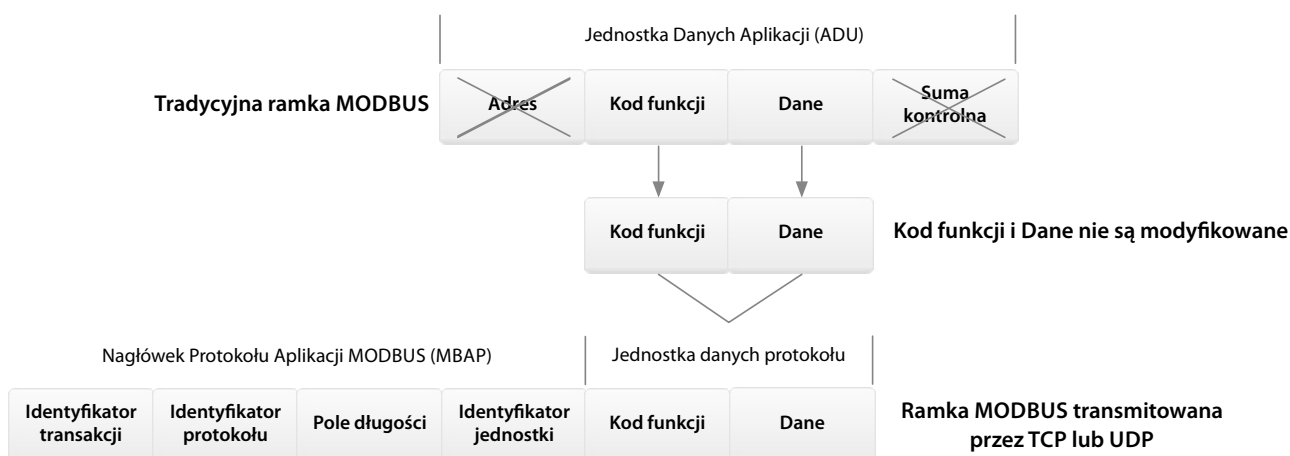 Jednostka Danych Aplikacji (ADU)
Tradycyjna ramka MODBUS
Adres
Kod funkcji
Dane
Suma
kontrolna
Kod funkcji
Dane
Kod funkcji i Dane nie są modyfikowane
Nagłówek Protokołu Aplikacji MODBUS (MBAP)
Jednostka danych protokołu
Identyfikator
transakcji
Identyfikator
protokołu
Pole długości
Identyfikator
jednostki
Kod funkcji
Dane
Ramka MODBUS transmitowana
przez TCP lub UDP